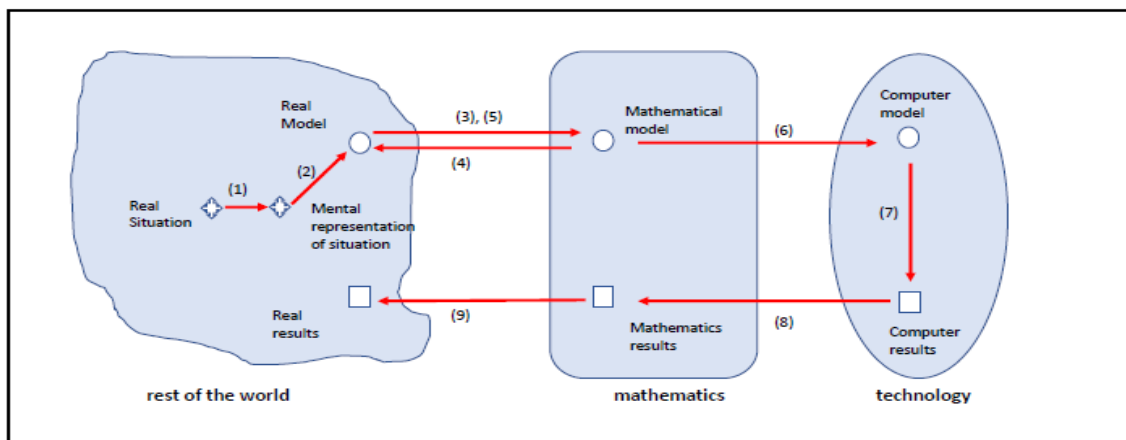 Real
Model
(3), (5)
Mathematical
model
Computer
model
(6)
(4)
(2)
(1)
Real
Situation
Mental
representation
of situation
(7)
Real
results
(9)
Mathematics
results
(8)
Computer
results
rest of the world
mathematics
technology